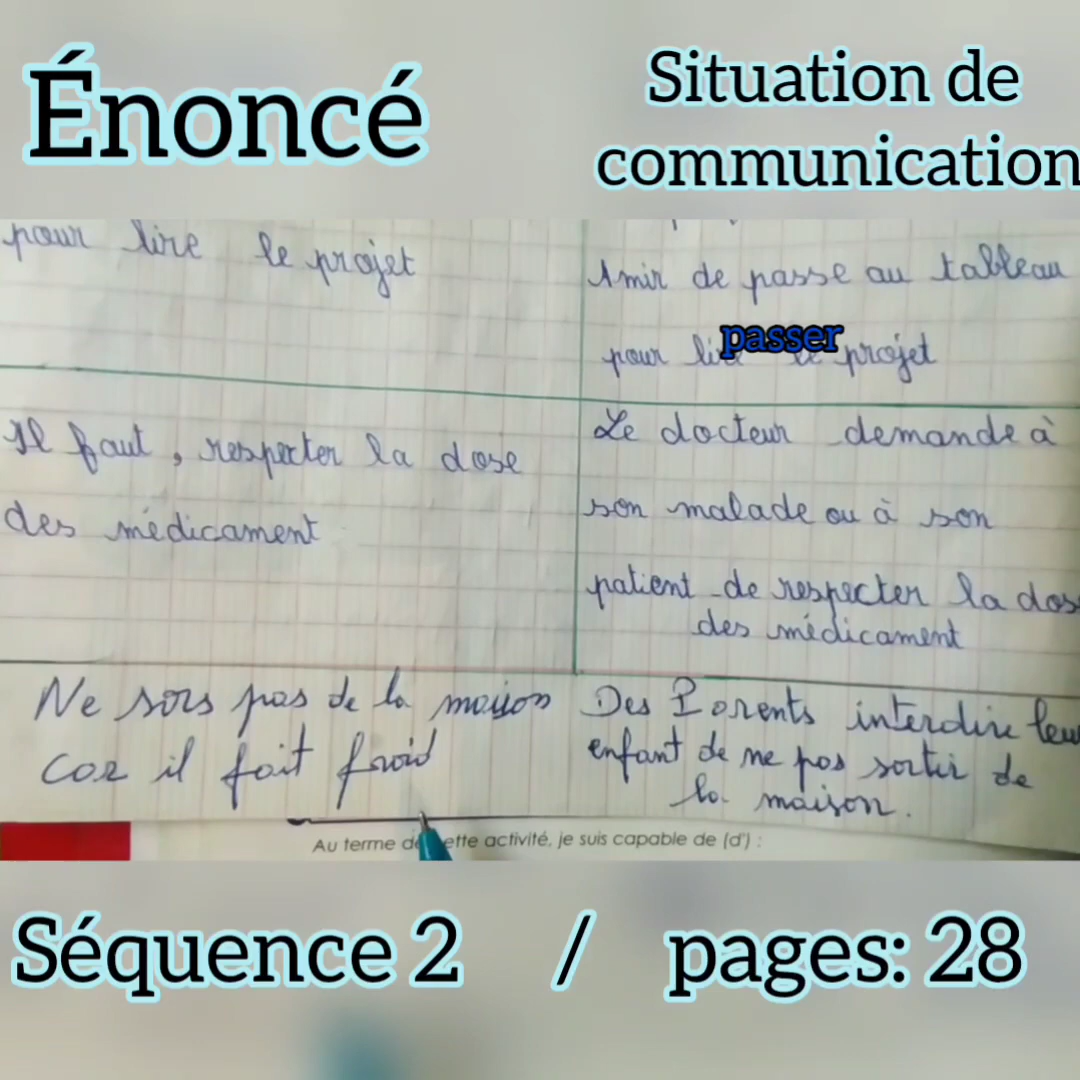 Énoncé
Situation de
communication
pour lire le projet
Amir de passe au tableau
passer
pour lire le projet
Il faut, respecter la dose
des médicament
Le docteur demande à
son malade ou à son
patient de respecter la dos
des médicament
Ne sors pas de la maison
car il fait froid
Des Parents interdire leu
enfant de ne pas sortir de
la maison.
Au terme de cette activité, je suis capable de (d') :
Séquence 2 / pages: 28